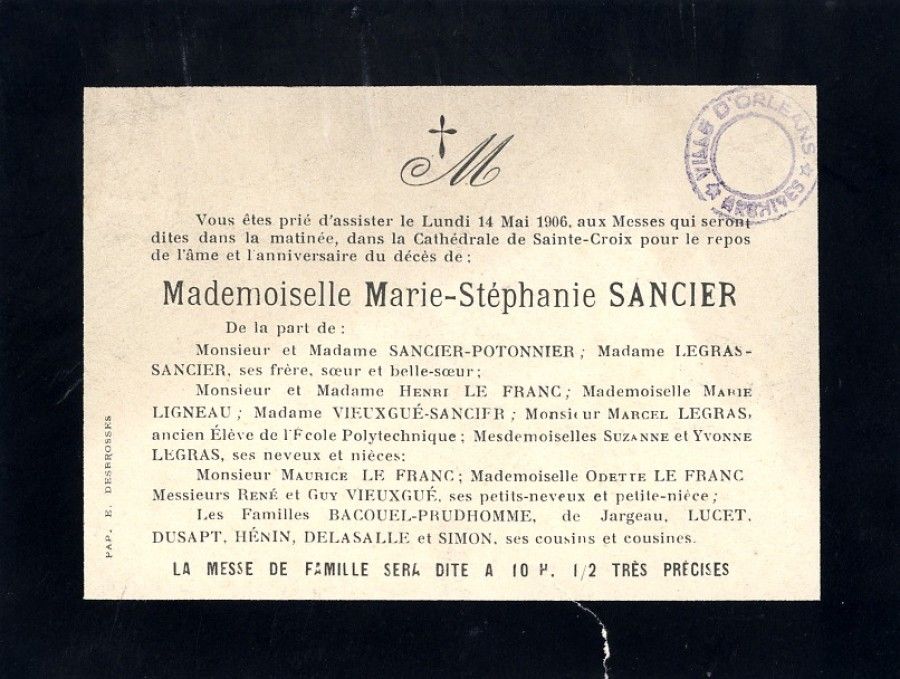 VILLE D'ORLEANS
ARCHIVES
M
Vous êtes prié d'assister le Lundi 14 Mai 1906, aux Messes qui seront
dites dans la matinée, dans la Cathédrale de Sainte-Croix pour le repos
de l'âme et l'anniversaire du décès de :
Mademoiselle Marie-Stéphanie SANCIER
De la part de :
Monsieur et Madame SANCIER-POTONNIER ; Madame LEGRAS-
SANCIER, ses frère, sœur et belle-sœur ;
Monsieur et Madame HENRI LE FRANC ; Mademoiselle MARIE
LIGNEAU ; Madame VIEUXGUÉ-SANCIER ; Monsieur MARCEL LEGRAS,
ancien Élève de l'École Polytechnique ; Mesdemoiselles SUZANNE et YVONNE
LEGRAS, ses neveux et nièces;
Monsieur MAURICE LE FRANC ; Mademoiselle ODETTE LE FRANC
Messieurs RENÉ et GUY VIEUXGUÉ, ses petits-neveux et petite-nièce ;
Les Familles BACOUEL-PRUDHOMME, de Jargeau, LUCET,
DUSAPT, HÉNIN, DELASALLE et SIMON, ses cousins et cousines.
LA MESSE DE FAMILLE SERA DITE A 10 H. 1/2 TRÈS PRÉCISES
PAP. E. DESBROSSES